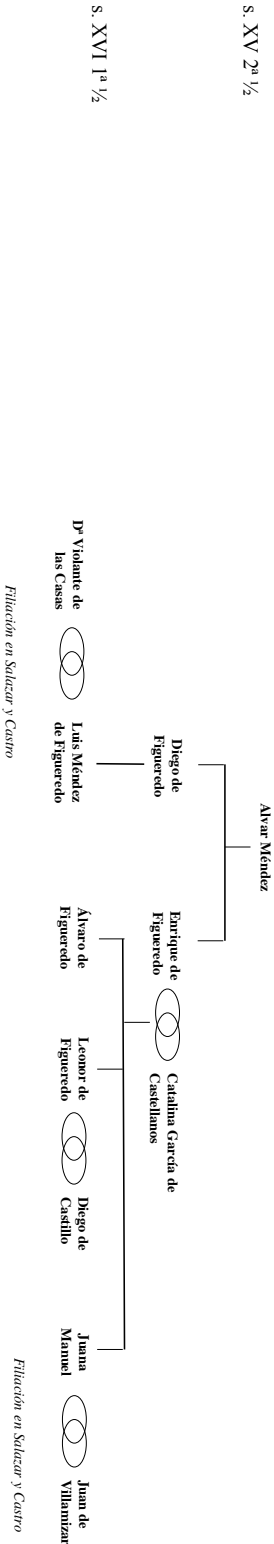 s. XV 2ª ½
Alvar Méndez
Diego de
Figueredo
Enrique de
Figueredo
Catalina García de
Castellanos
s. XVI 1ª ½
Dª Violante de
las Casas
Luis Méndez
de Figueredo
Álvaro de
Figueredo
Leonor de
Figueredo
Diego de
Castillo
Juana
Manuel
Juan de
Villamizar
Filiación en Salazar y Castro
Filiación en Salazar y Castro